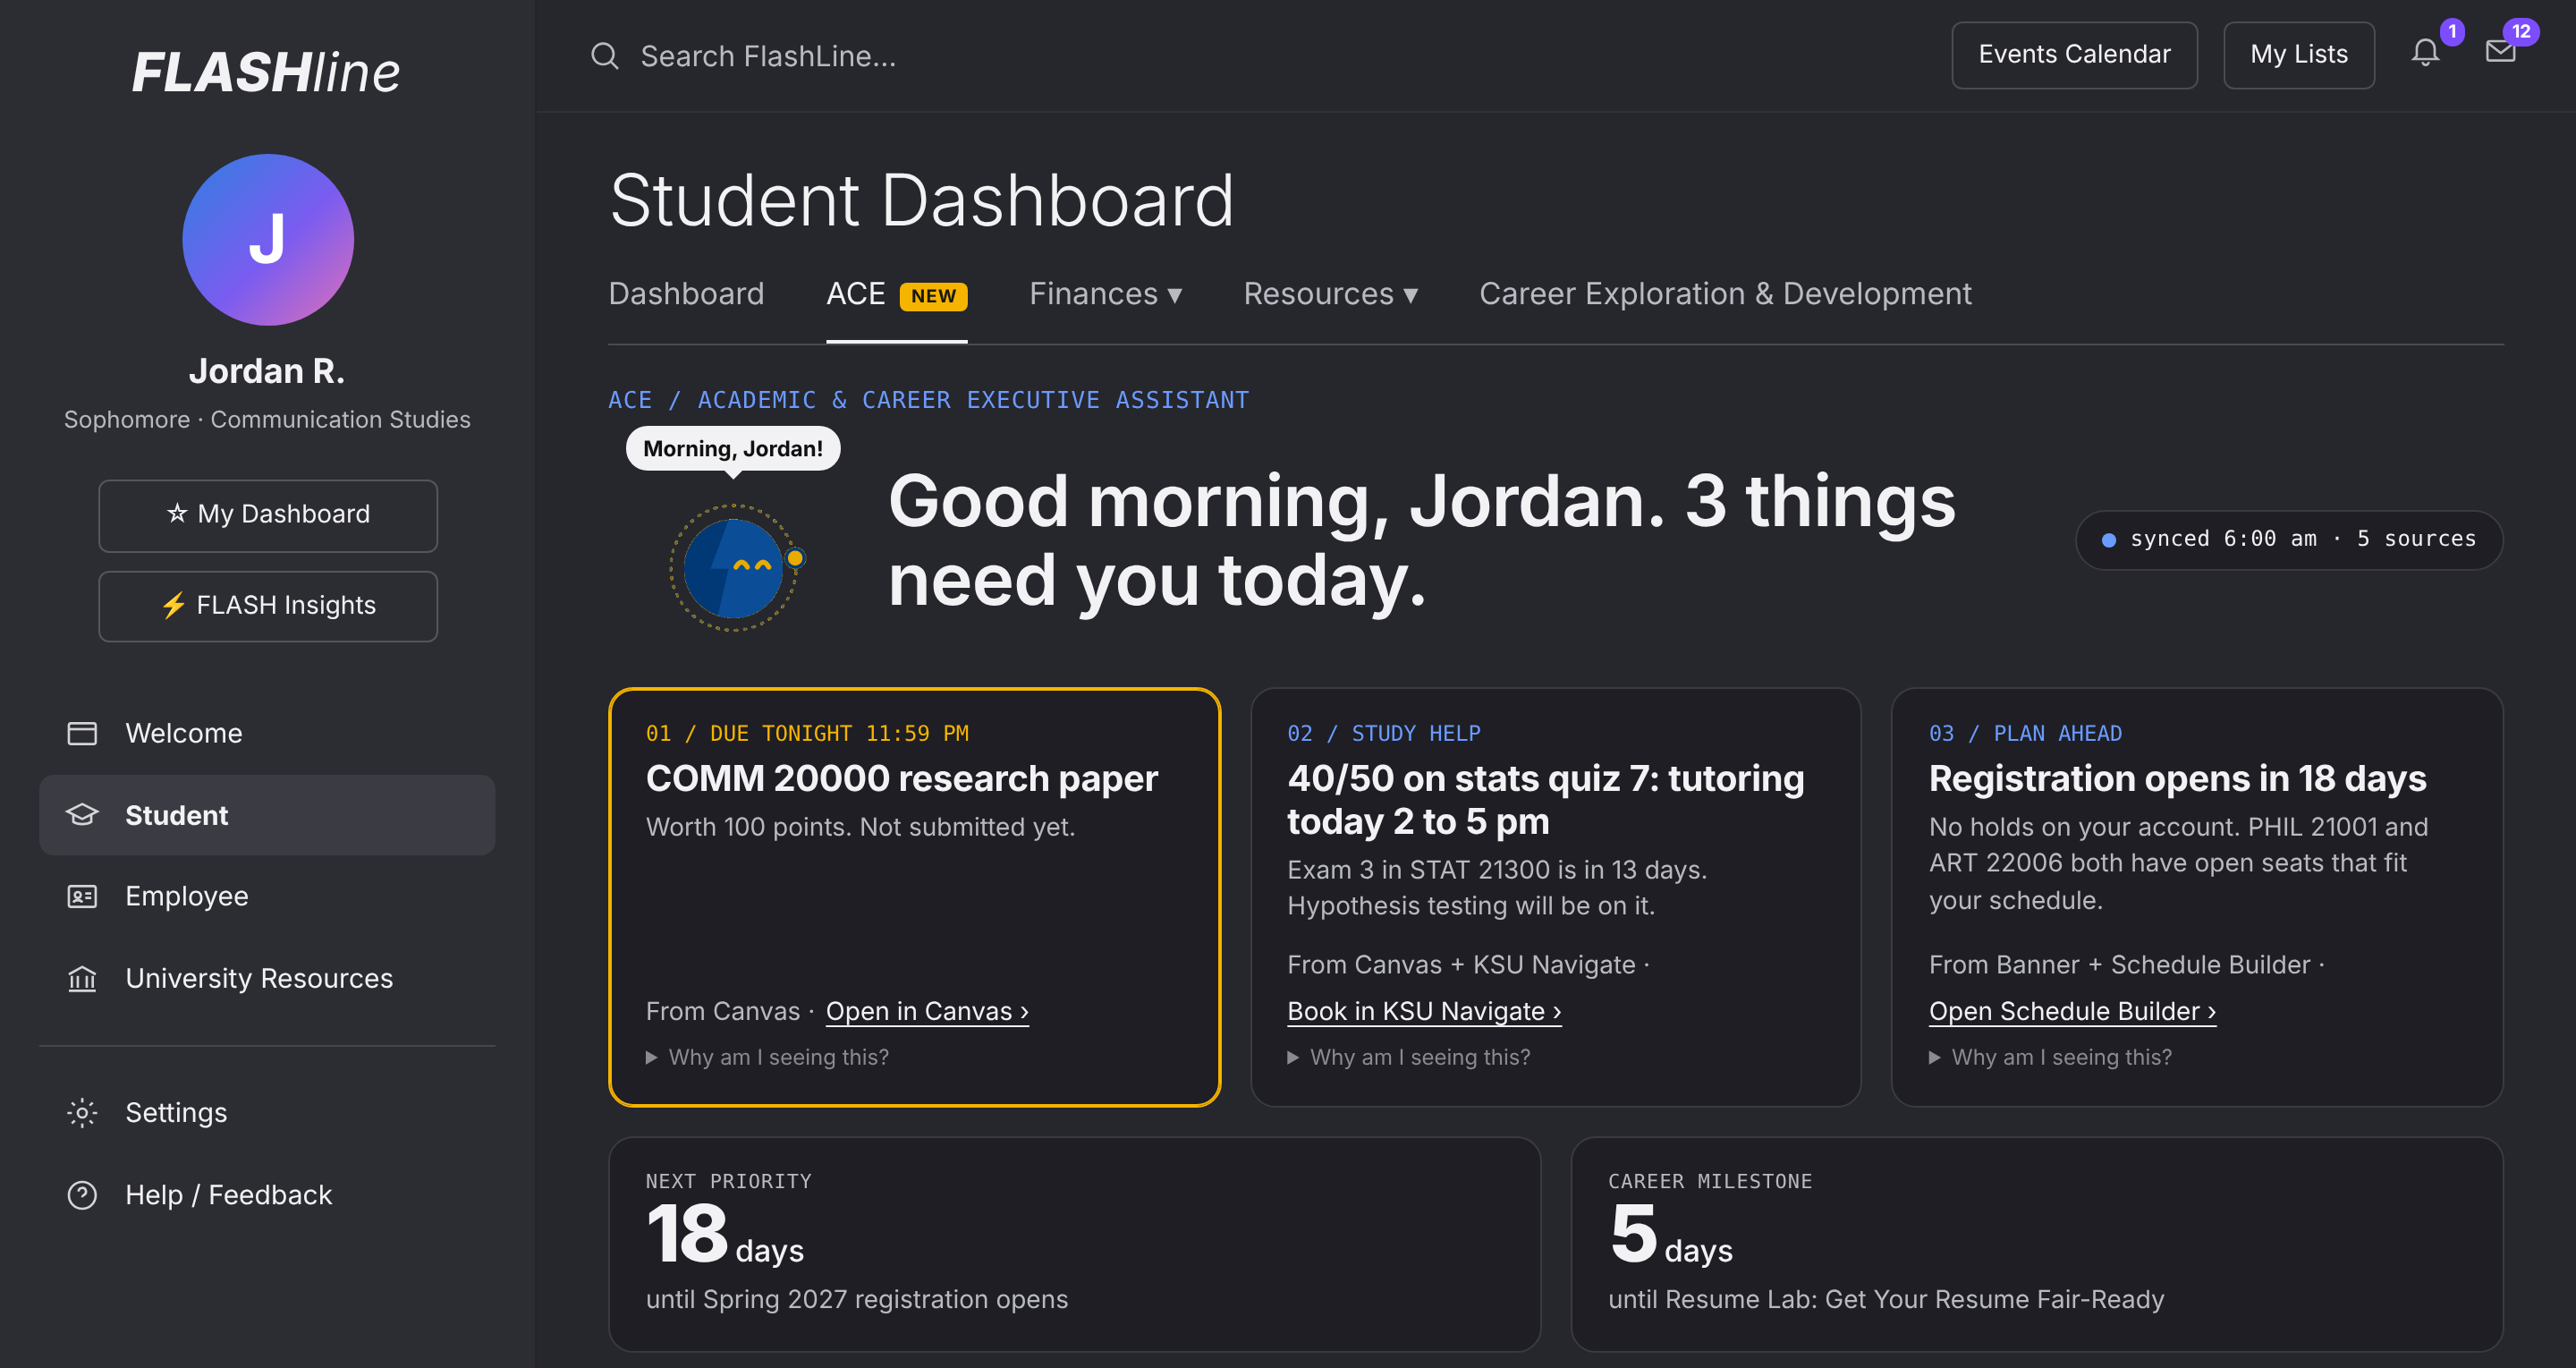 FLASHline
J
Jordan R.
Sophomore · Communication Studies
☆ My Dashboard
⚡ FLASH Insights
Welcome
Student
Employee
University Resources
Settings
Help / Feedback
Search FlashLine...
Events Calendar
My Lists
1
12
Student Dashboard
Dashboard
ACE NEW
Finances ▾
Resources ▾
Career Exploration & Development
ACE / ACADEMIC & CAREER EXECUTIVE ASSISTANT
Morning, Jordan!
Good morning, Jordan. 3 things
need you today.
synced 6:00 am · 5 sources
01 / DUE TONIGHT 11:59 PM
COMM 20000 research paper
Worth 100 points. Not submitted yet.
From Canvas · Open in Canvas ›
▶ Why am I seeing this?
02 / STUDY HELP
40/50 on stats quiz 7: tutoring
today 2 to 5 pm
Exam 3 in STAT 21300 is in 13 days.
Hypothesis testing will be on it.
From Canvas + KSU Navigate ·
Book in KSU Navigate ›
▶ Why am I seeing this?
03 / PLAN AHEAD
Registration opens in 18 days
No holds on your account. PHIL 21001 and
ART 22006 both have open seats that fit
your schedule.
From Banner + Schedule Builder ·
Open Schedule Builder ›
▶ Why am I seeing this?
NEXT PRIORITY
18 days
until Spring 2027 registration opens
CAREER MILESTONE
5 days
until Resume Lab: Get Your Resume Fair-Ready